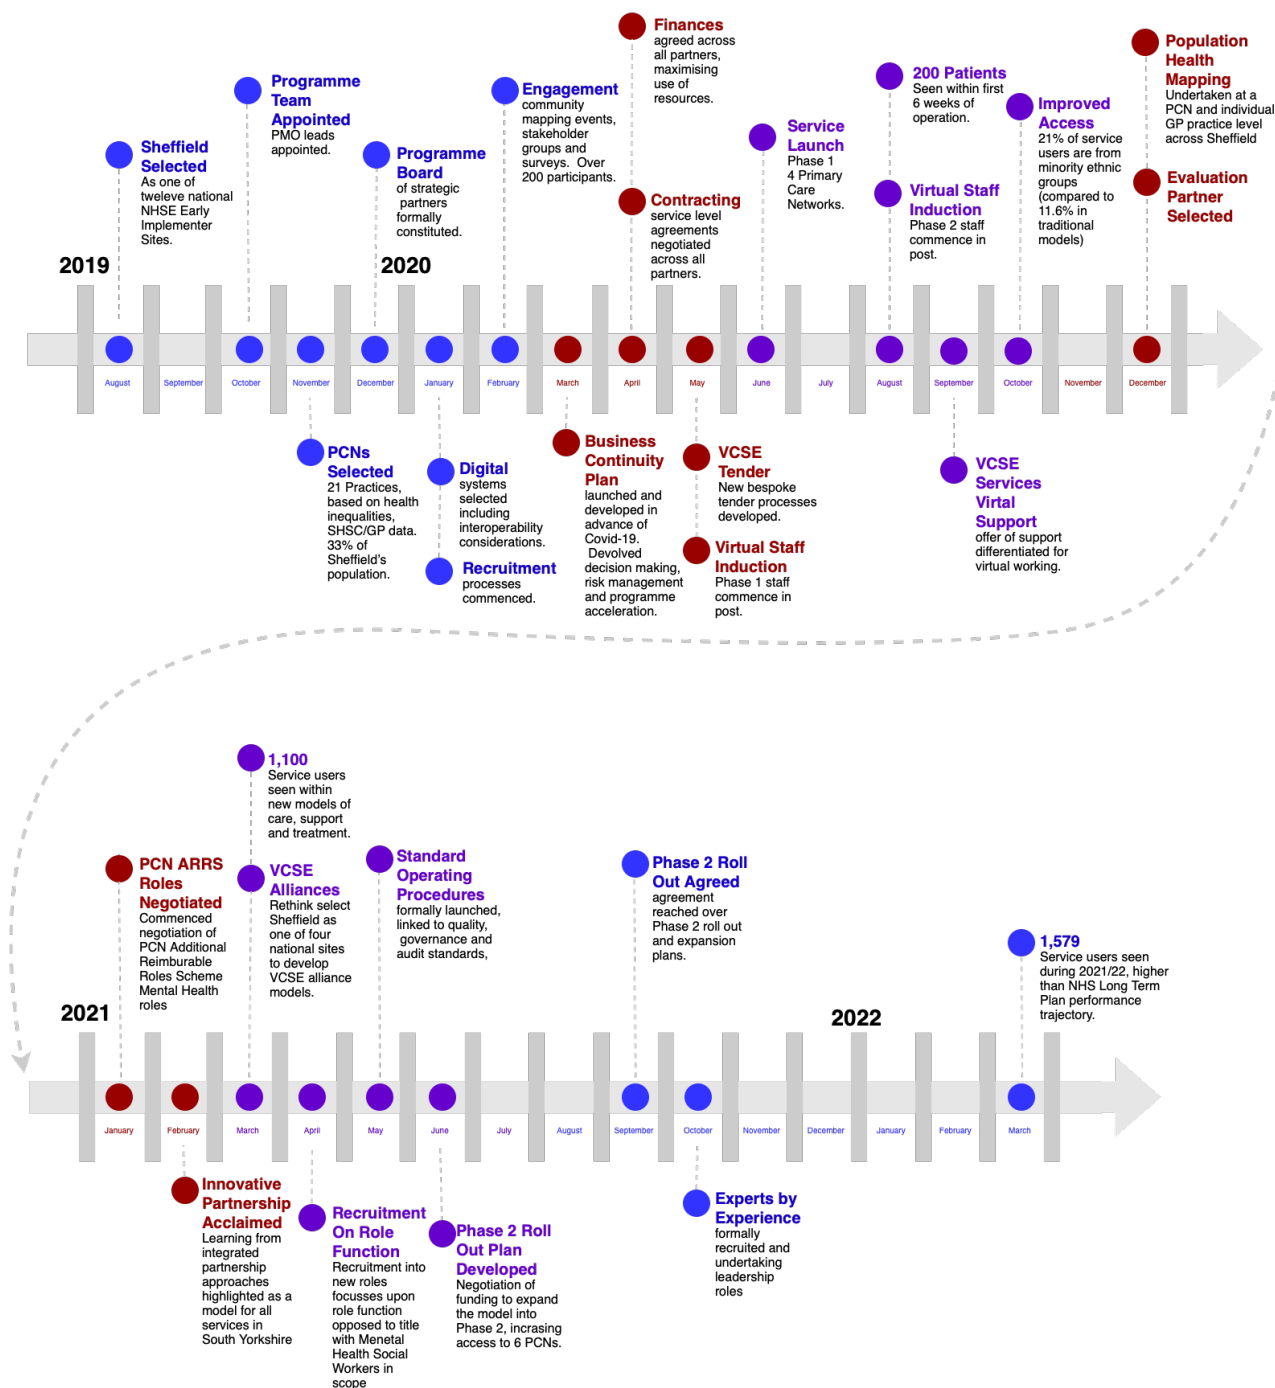 Sheffield
Selected
As one of
tweleve national
NHSE Early
Implementer
Sites.
Programme
Team
Appointed
PMO leads
appointed.
Programme
Board
of strategic
partners
formally
constituted.
Engagement
community
mapping events,
stakeholder
groups and
surveys. Over
200 participants.
Finances
agreed across
all partners,
maximising
use of
resources.
Contracting
service level
agreements
negotiated
across all
partners.
Service
Launch
Phase 1
4 Primary
Care
Networks.
200 Patients
Seen within first
6 weeks of
operation.
Virtual Staff
Induction
Phase 2 staff
commence in
post.
Improved
Access
21% of service
users are from
minority ethnic
groups
(compared to
11.6% in
traditional
models)
Population
Health
Mapping
Undertaken at a
PCN and individual
GP practice level
across Sheffield
Evaluation
Partner
Selected
2019
2020
August
September
October
November
December
January
February
March
April
May
June
July
August
September
October
November
December
PCNs
Selected
21 Practices,
based on health
inequalities,
SHSC/GP data.
33% of
Sheffield's
population.
Digital
systems
selected
including
interoperability
considerations.
Recruitment
processes
commenced.
Business
Continuity
Plan
launched and
developed in
advance of
Covid-19.
Devolved
decision making,
risk management
and programme
acceleration.
VCSE
Tender
New bespoke
tender processes
developed.
Virtual Staff
Induction
Phase 1 staff
commence in
post.
VCSE
Services
Virtal
Support
offer of support
differentiated for
virtual working.
PCN ARRS
Roles
Negotiated
Commenced
negotiation of
PCN Additional
Reimburable
Roles Scheme
Mental Health
roles
1,100
Service users
seen within
new models of
care, support
and treatment.
VCSE
Alliances
Rethink select
Sheffield as
one of four
national sites
to develop
VCSE alliance
models.
Standard
Operating
Procedures
formally launched,
linked to quality,
governance and
audit standards,
Phase 2 Roll
Out Agreed
agreement
reached over
Phase 2 roll out
and expansion
plans.
1,579
Service users seen
during 2021/22, higher
than NHS Long Term
Plan performance
trajectory.
2021
2022
January
February
March
April
May
June
July
August
September
October
November
December
January
February
March
Innovative
Partnership
Acclaimed
Learning from
integrated
partnership
approaches
highlighted as a
model for all
services in
South Yorkshire
Recruitment
On Role
Function
Recruitment into
new roles
focusses upon
role function
opposed to title
with Menetal
Health Social
Workers in
scope
Phase 2 Roll
Out Plan
Developed
Negotiation of
funding to expand
the model into
Phase 2, incrasing
access to 6 PCNs.
Experts by
Experience
formally
recruited and
undertaking
leadership
roles